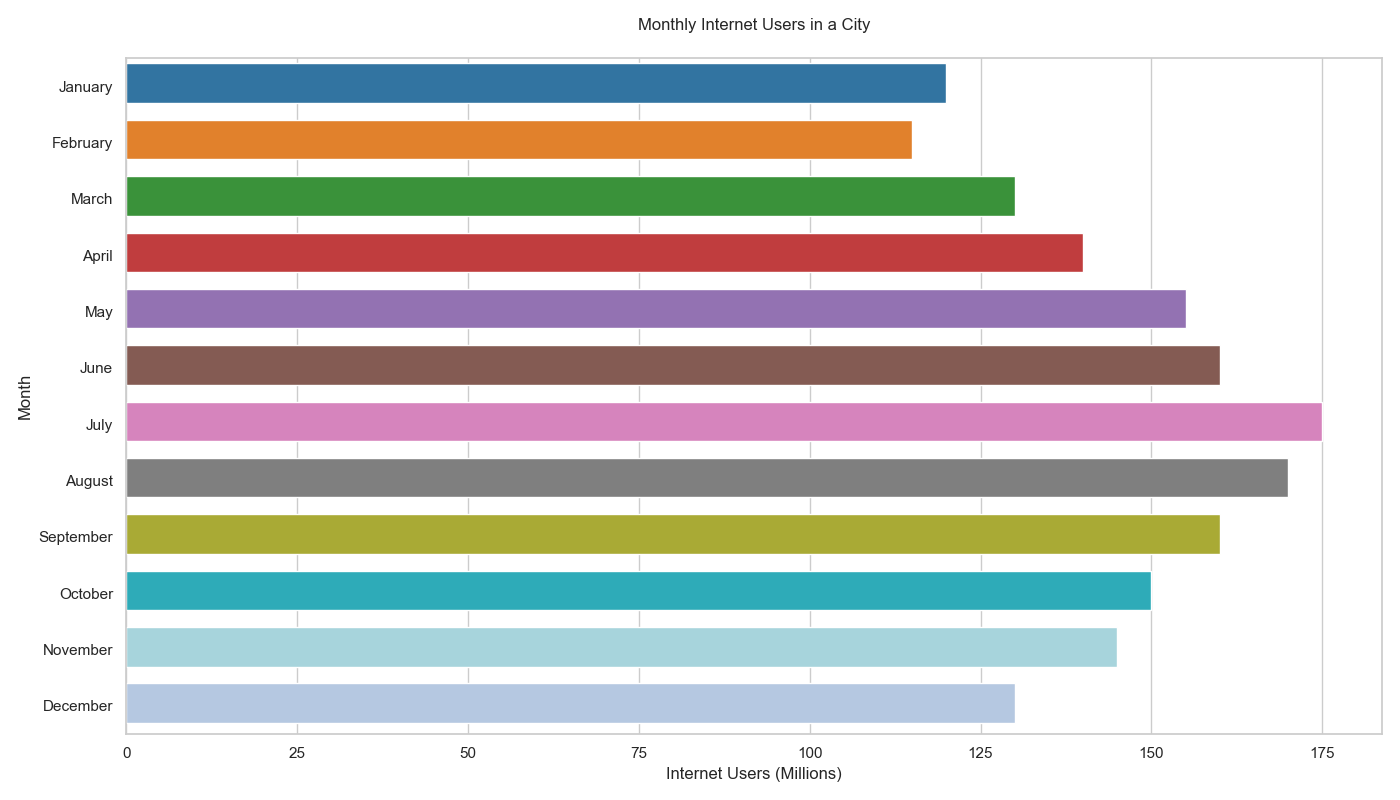 Monthly Internet Users in a City
January
February
March
April
May
June
July
August
September
October
November
December
Month
0 25 50 75 100 125 150 175
Internet Users (Millions)